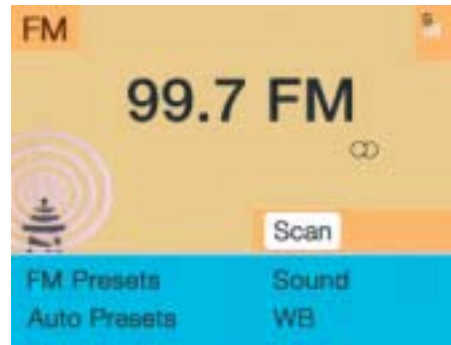 FM
99.7 FM
Scan
FM Presets Sound
Auto Presets WB